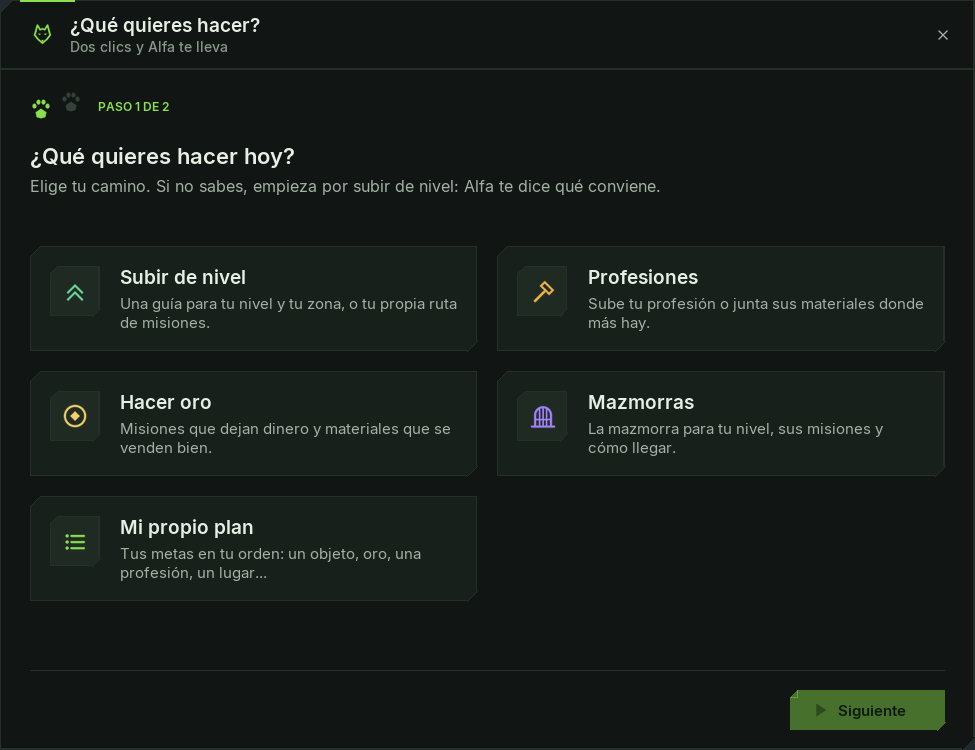 ¿Qué quieres hacer?
Dos clics y Alfa te lleva
PASO 1 DE 2
¿Qué quieres hacer hoy?
Elige tu camino. Si no sabes, empieza por subir de nivel: Alfa te dice qué conviene.
Subir de nivel
Una guía para tu nivel y tu zona, o tu propia ruta
de misiones.
Profesiones
Sube tu profesión o junta sus materiales donde
más hay.
Hacer oro
Misiones que dejan dinero y materiales que se
venden bien.
Mazmorras
La mazmorra para tu nivel, sus misiones y
cómo llegar.
Mi propio plan
Tus metas en tu orden: un objeto, oro, una
profesión, un lugar...
Siguiente